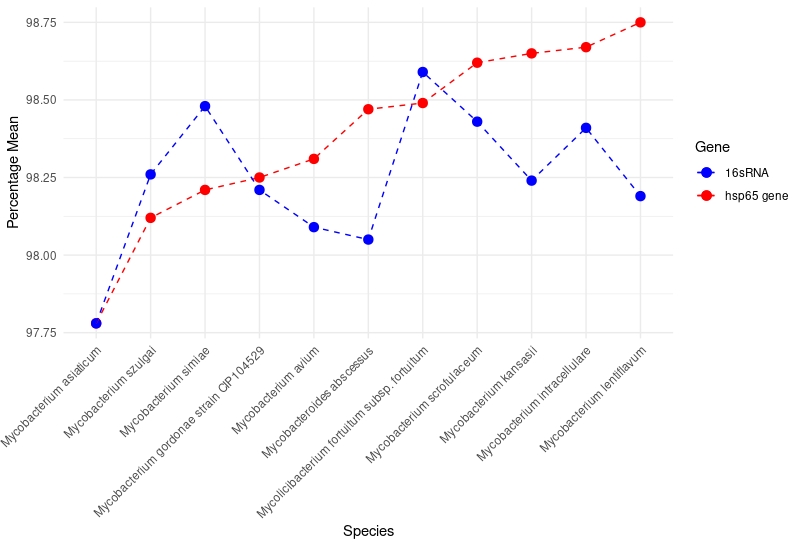 98.75
98.50
98.25
98.00
97.75
Percentage Mean
Mycobacterium asiaticum
Mycobacterium szulgai
Mycobacterium simiae
Mycobacterium gordonae strain CIP104529
Mycobacterium avium
Mycobacteroides abscessus
Mycolicibacterium fortuitum subsp. fortuitum
Mycobacterium scrofulaceum
Mycobacterium kansasii
Mycobacterium intracellulare
Mycobacterium lentiflavum
Species
Gene
16sRNA
hsp65 gene